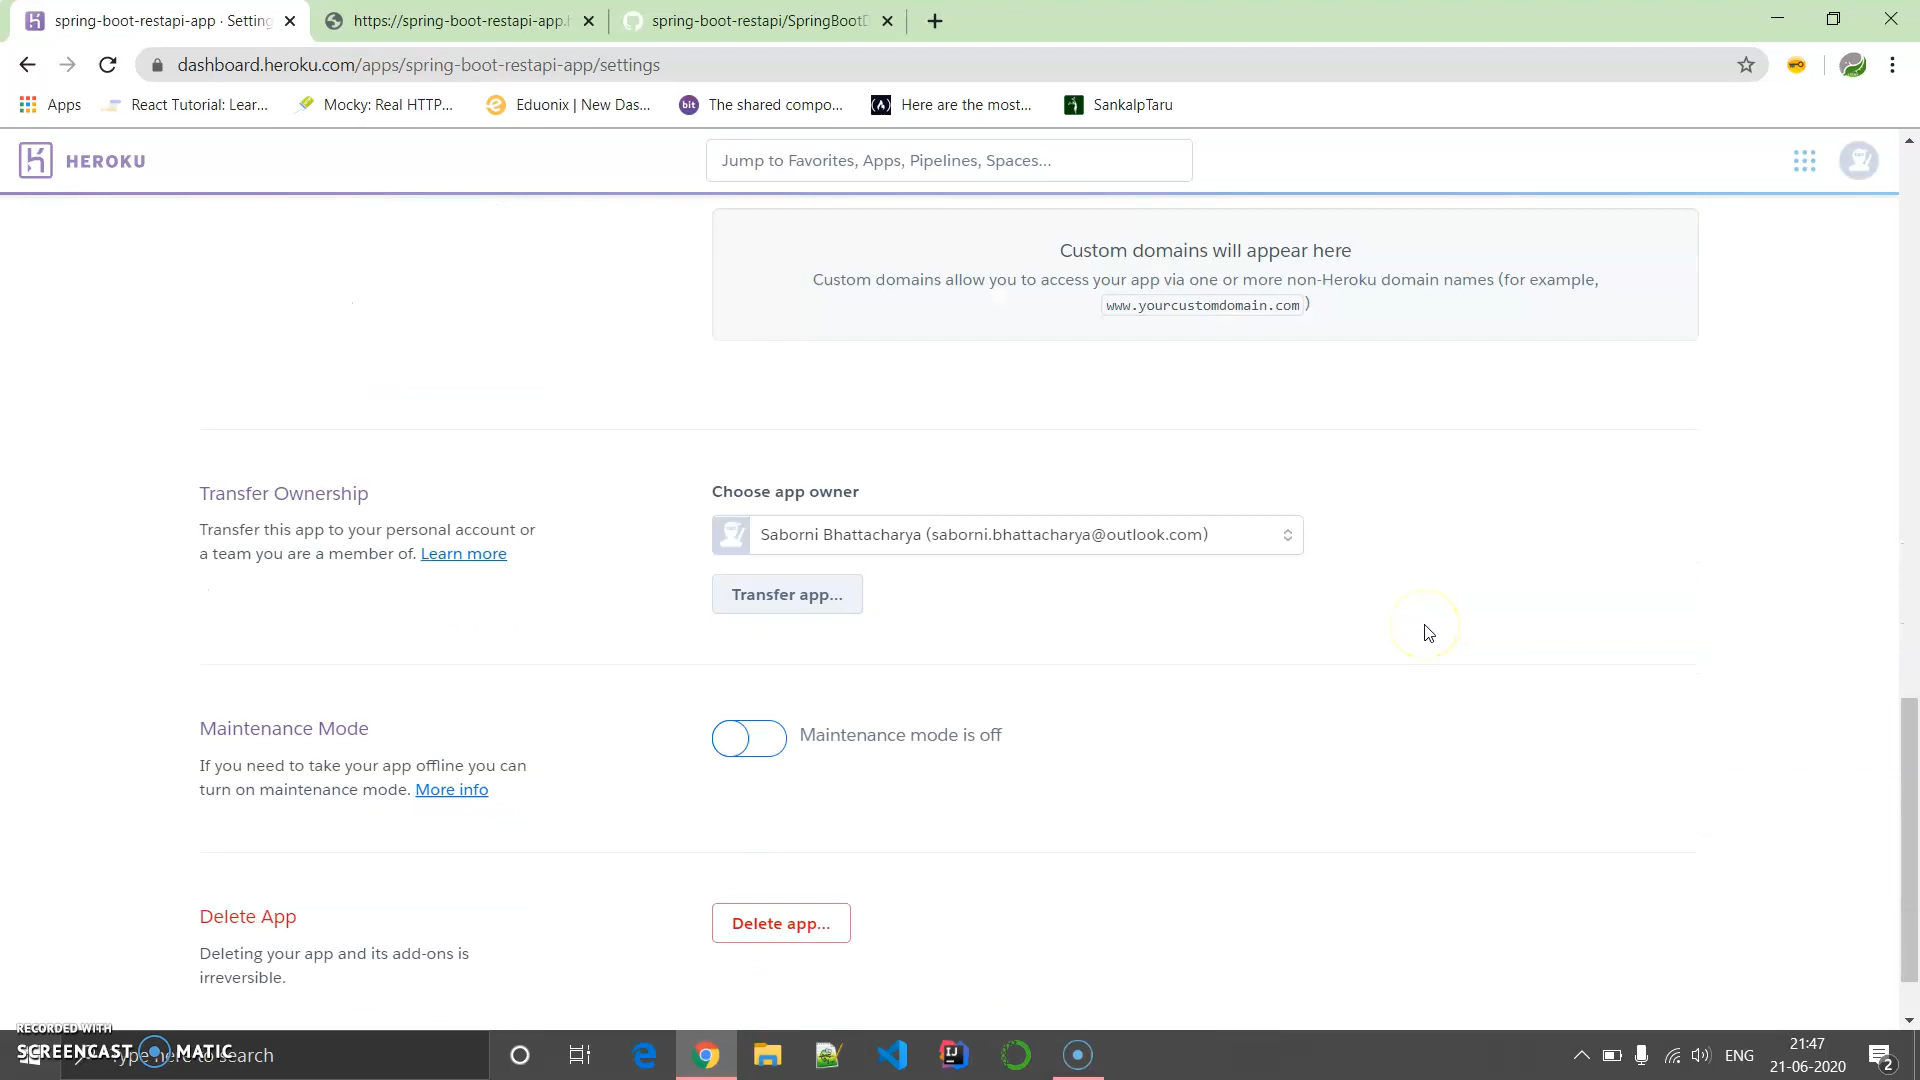 spring-boot-restapi-app · Setting
https://spring-boot-restapi-app.
spring-boot-restapi/SpringBoot
dashboard.heroku.com/apps/spring-boot-restapi-app/settings
Apps
React Tutorial: Lear...
Mocky: Real HTTP...
Eduonix | New Das...
bit
The shared compo...
Here are the most...
SankalpTaru
HEROKU
Jump to Favorites, Apps, Pipelines, Spaces...
Custom domains will appear here
Custom domains allow you to access your app via one or more non-Heroku domain names (for example,
www.yourcustomdomain.com)
Transfer Ownership
Transfer this app to your personal account or
a team you are a member of. Learn more
Choose app owner
Saborni Bhattacharya (saborni.bhattacharya@outlook.com)
Transfer app...
Maintenance Mode
If you need to take your app offline you can
turn on maintenance mode. More info
Maintenance mode is off
Delete App
Deleting your app and its add-ons is
irreversible.
Delete app...
RECORDED WITH
SCREENCAST MATIC
Type here to search
ENG
21:47
21-06-2020
2